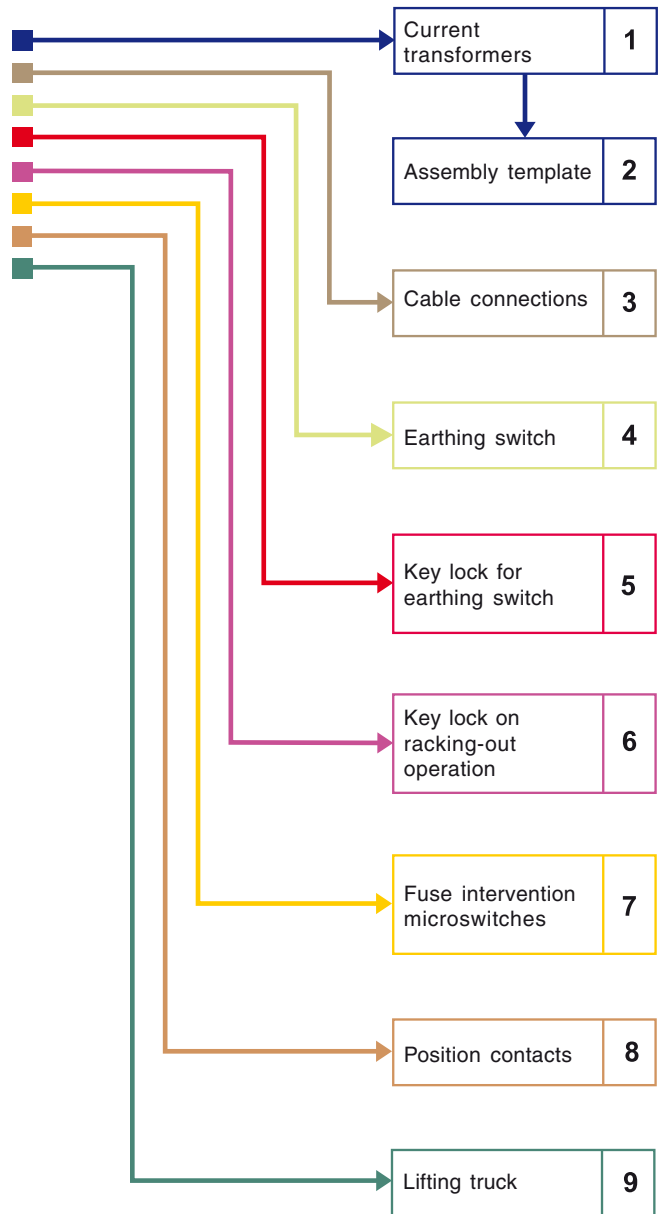 Current
transformers
1
Assembly template
2
Cable connections
3
Earthing switch
4
Key lock for
earthing switch
5
Key lock on
racking-out
operation
6
Fuse intervention
microswitches
7
Position contacts
8
Lifting truck
9